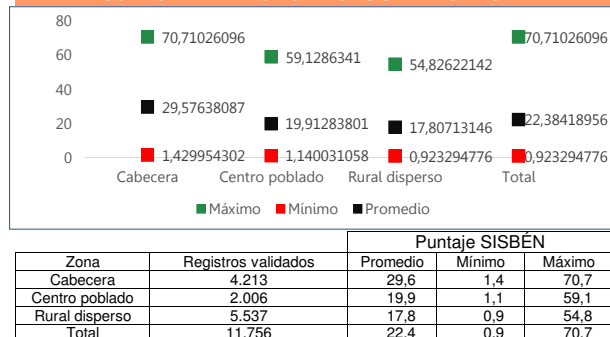 80
70,71026096
70,71026096
60
59,1286341
54,82622142
40
29,57638087
20
19,91283801
17,80713146
22,38418956
0
1,429954302
1,140031058
0,923294776
0,923294776
Cabecera Centro poblado Rural disperso Total
Máximo Mínimo Promedio
Puntaje SISBÉN
Zona Registros validados Promedio Mínimo Máximo
Cabecera 4.213 29,6 1,4 70,7
Centro poblado 2.006 19,9 1,1 59,1
Rural disperso 5.537 17,8 0,9 54,8
Total 11.756 22,4 0,9 70,7